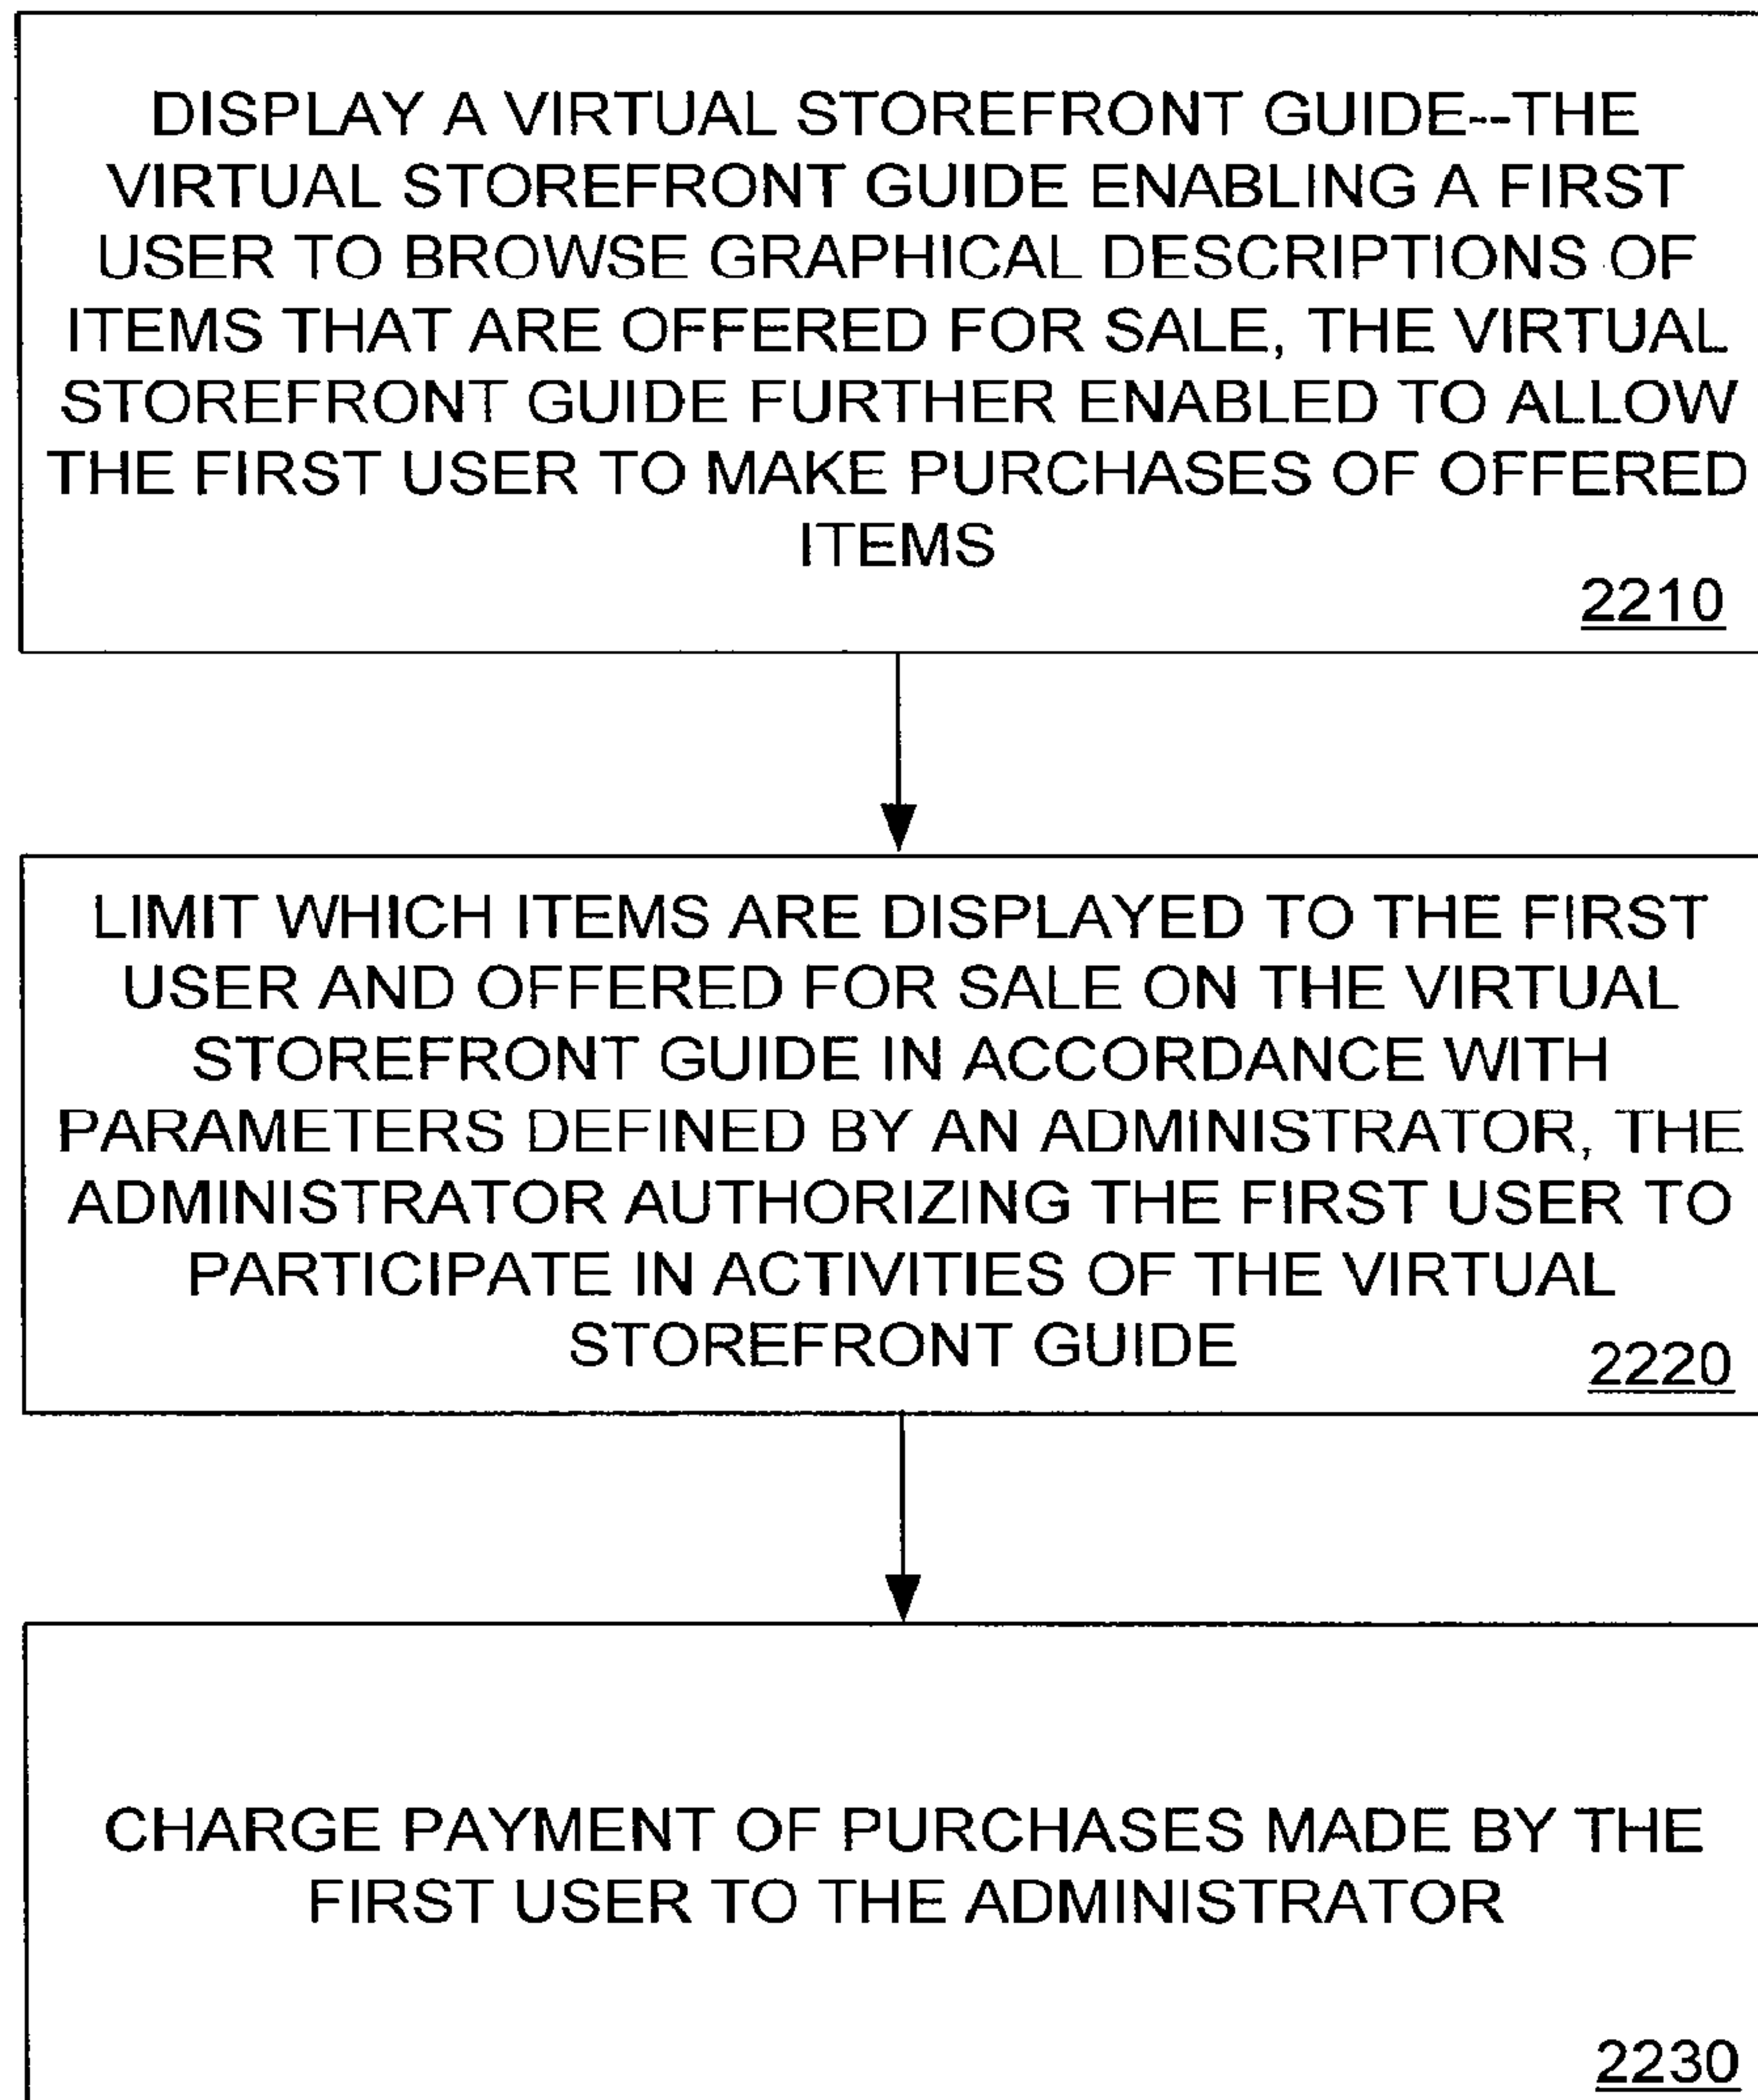 DISPLAY A VIRTUAL STOREFRONT GUIDE--THE
VIRTUAL STOREFRONT GUIDE ENABLING A FIRST
USER TO BROWSE GRAPHICAL DESCRIPTIONS OF
ITEMS THAT ARE OFFERED FOR SALE, THE VIRTUAL
STOREFRONT GUIDE FURTHER ENABLED TO ALLOW
THE FIRST USER TO MAKE PURCHASES OF OFFERED
ITEMS
2210
LIMIT WHICH ITEMS ARE DISPLAYED TO THE FIRST
USER AND OFFERED FOR SALE ON THE VIRTUAL
STOREFRONT GUIDE IN ACCORDANCE WITH
PARAMETERS DEFINED BY AN ADMINISTRATOR, THE
ADMINISTRATOR AUTHORIZING THE FIRST USER TO
PARTICIPATE IN ACTIVITIES OF THE VIRTUAL
STOREFRONT GUIDE
2220
CHARGE PAYMENT OF PURCHASES MADE BY THE
FIRST USER TO THE ADMINISTRATOR
2230